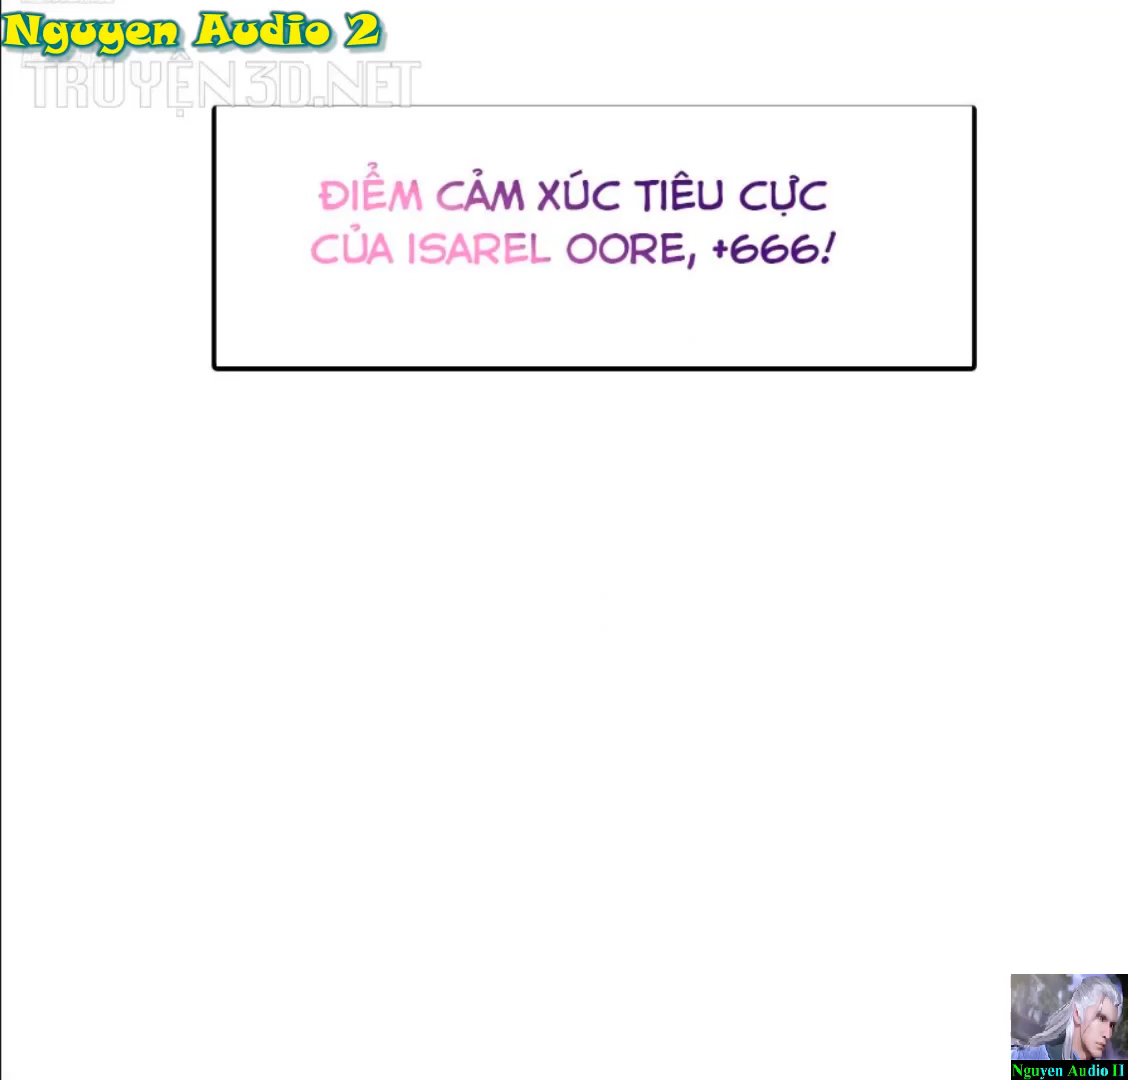 Nguyen Audio 2
TRUYỆN3D.NET
ĐIỂM CẢM XÚC TIÊU CỰC
CỦA ISAREL OORE, +666!
Nguyen Audio II